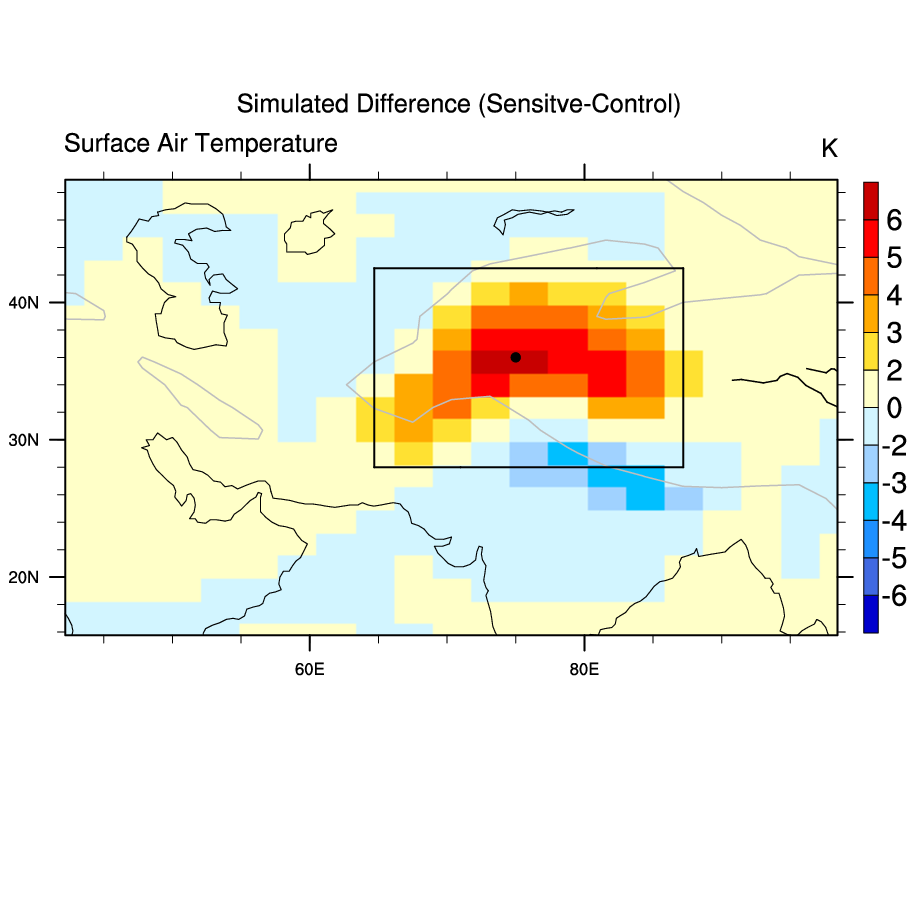 Simulated Difference (Sensitve-Control)
Surface Air Temperature
K
6
5
4
3
2
0
-2
-3
-4
-5
-6
40N
30N
20N
60E
80E